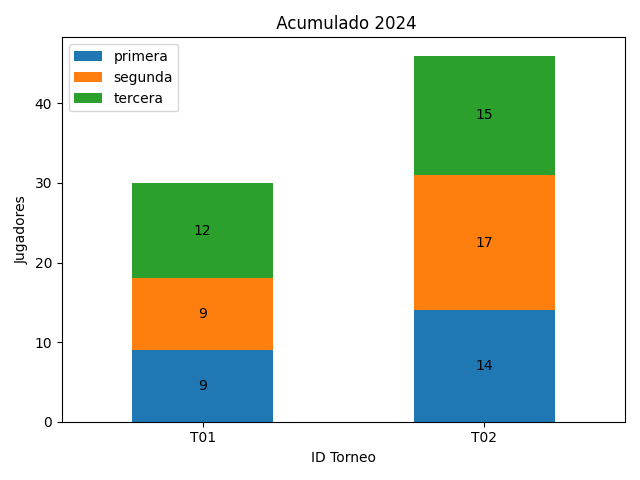 Acumulado 2024
primera
segunda
tercera
Jugadores
40
30
20
10
0
12
9
9
15
17
14
T01
T02
ID Torneo